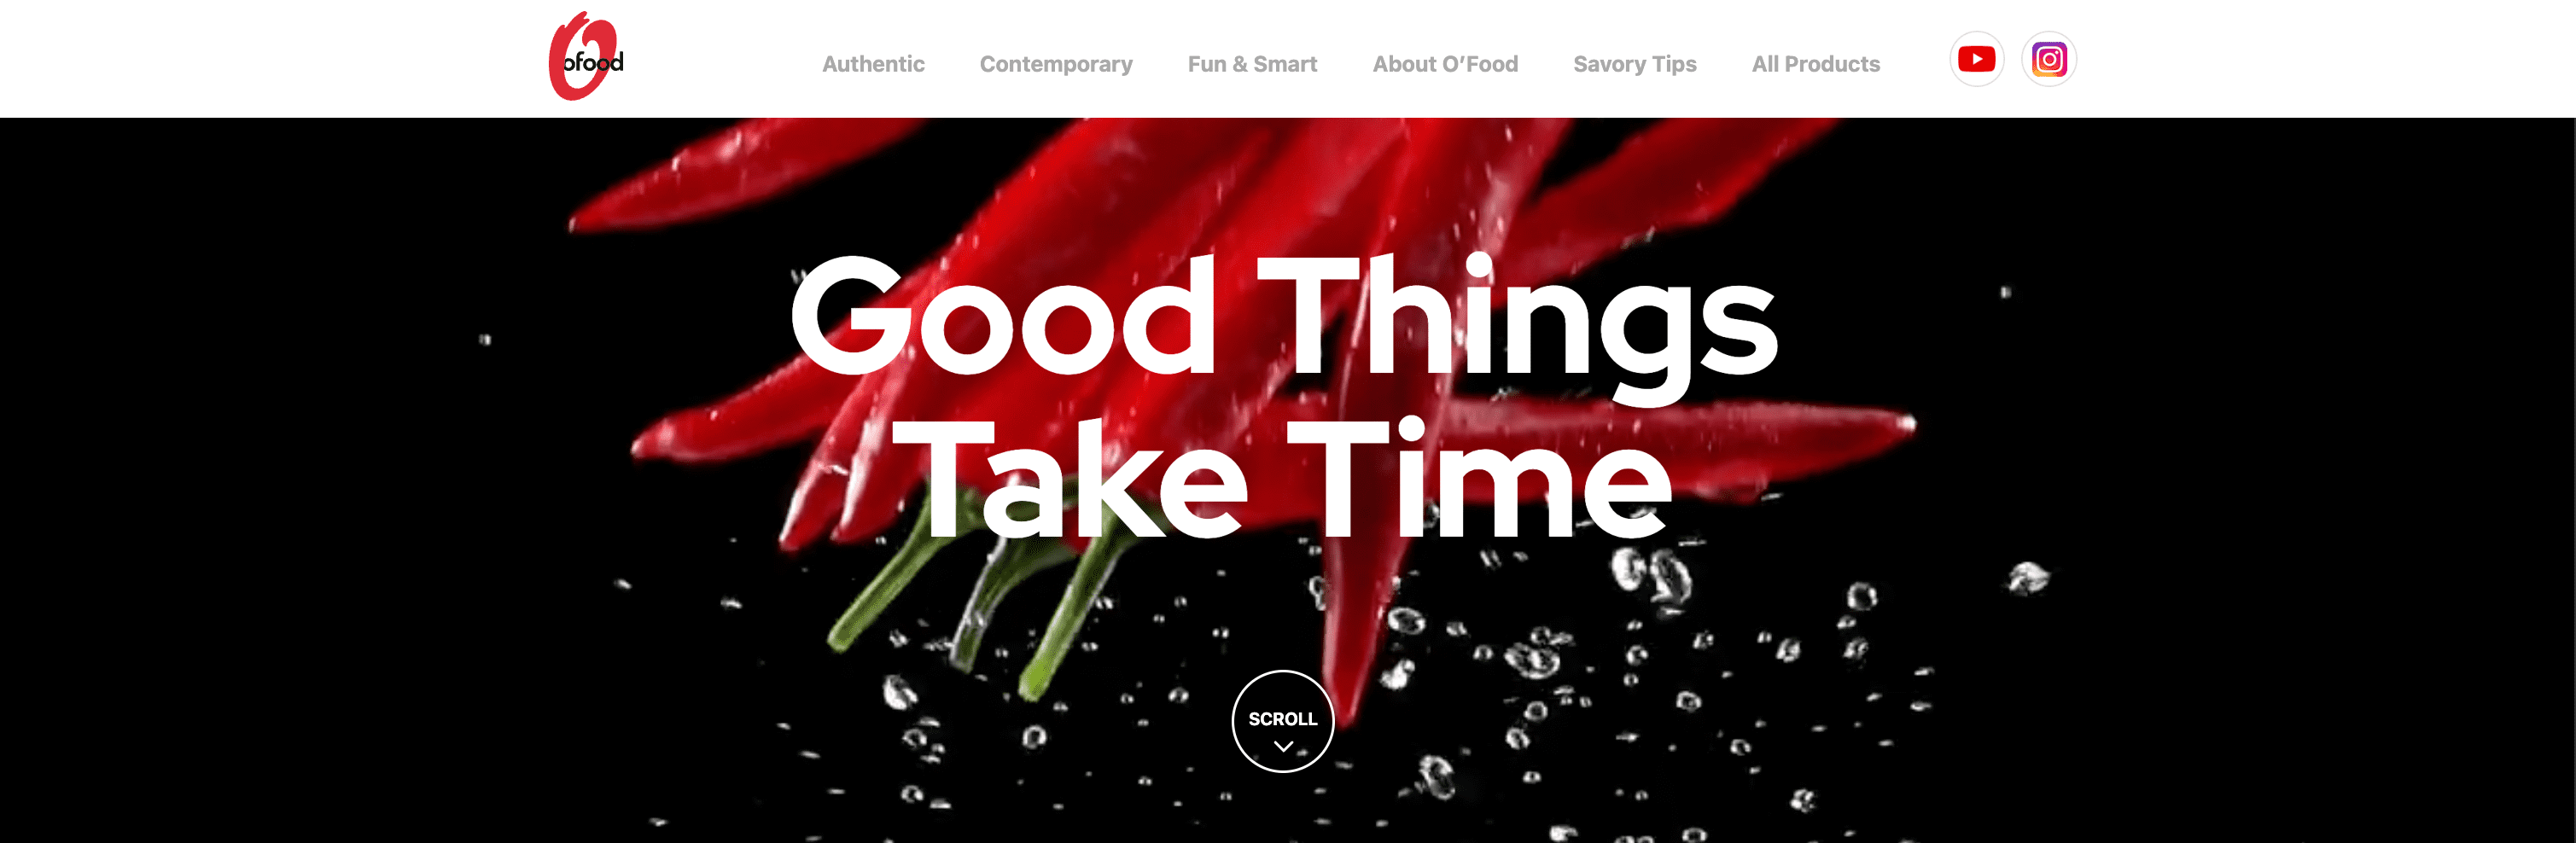 ofood
Authentic Contemporary Fun & Smart About O’Food Savory Tips All Products
Good Things
Take Time
SCROLL